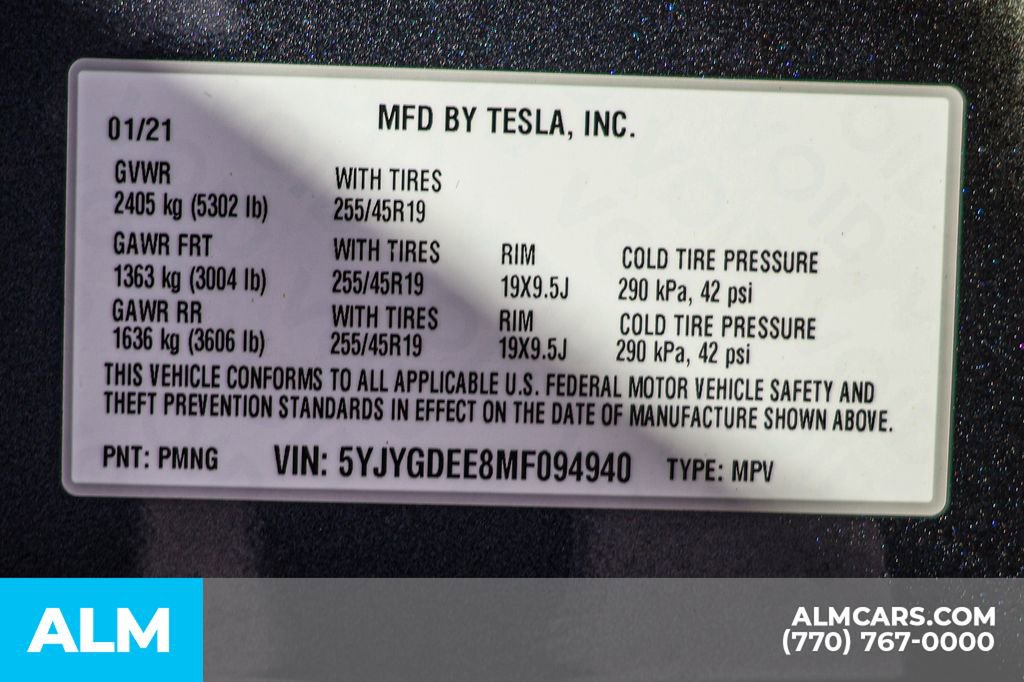 01/21 MFD BY TESLA, INC.
GVWR WITH TIRES
2405 kg (5302 lb) 255/45R19
GAWR FRT WITH TIRES RIM COLD TIRE PRESSURE
1363 kg (3004 lb) 255/45R19 19X9.5J 290 kPa, 42 psi
GAWR RR WITH TIRES RIM COLD TIRE PRESSURE
1636 kg (3606 lb) 255/45R19 19X9.5J 290 kPa, 42 psi
THIS VEHICLE CONFORMS TO ALL APPLICABLE U.S. FEDERAL MOTOR VEHICLE SAFETY AND
THEFT PREVENTION STANDARDS IN EFFECT ON THE DATE OF MANUFACTURE SHOWN ABOVE.
PNT: PMNG VIN: 5YJYGDEE8MF094940 TYPE: MPV
ALM
ALMCARS.COM
(770) 767-0000